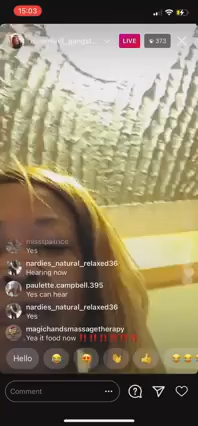 15:03
LIVE
373
Yes
nardies_natural_relaxed36
Hearing now
paulette.campbell.395
Yes can hear
nardies_natural_relaxed36
Yes
magichandsmassagetherapy
Yea it food now ‼️‼️‼️‼️
Hello
Comment